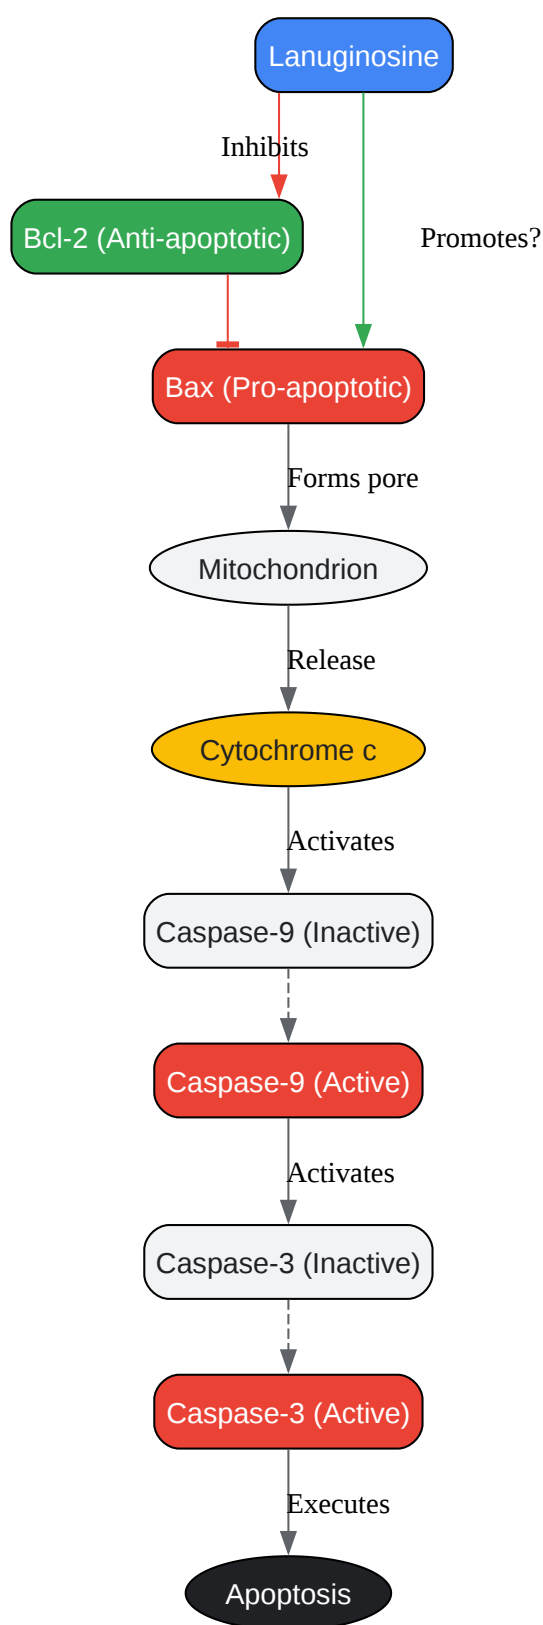 Lanuginosine
Inhibits
Bcl-2 (Anti-apoptotic)
Promotes?
Bax (Pro-apoptotic)
Forms pore
Mitochondrion
Release
Cytochrome c
Activates
Caspase-9 (Inactive)
Caspase-9 (Active)
Activates
Caspase-3 (Inactive)
Caspase-3 (Active)
Executes
Apoptosis